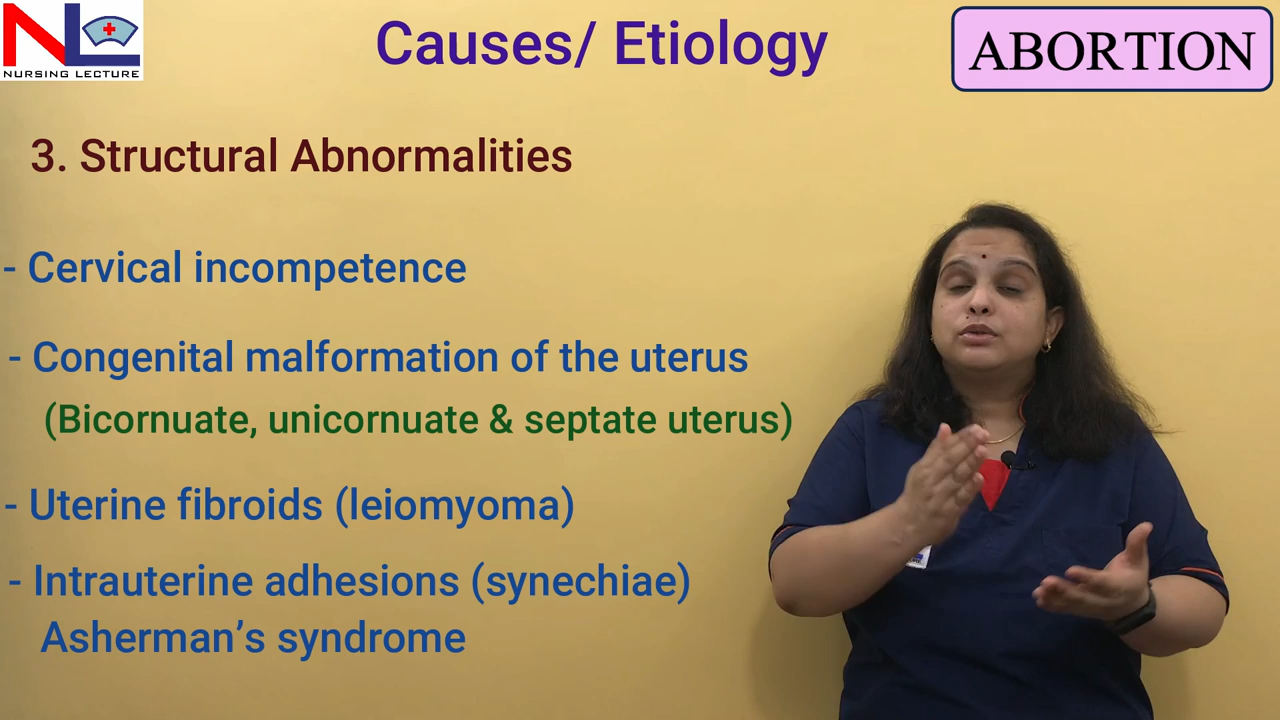 NL
NURSING LECTURE
Causes/ Etiology
ABORTION
3. Structural Abnormalities
- Cervical incompetence
- Congenital malformation of the uterus
(Bicornuate, unicornuate & septate uterus)
- Uterine fibroids (leiomyoma)
- Intrauterine adhesions (synechiae)
Asherman’s syndrome